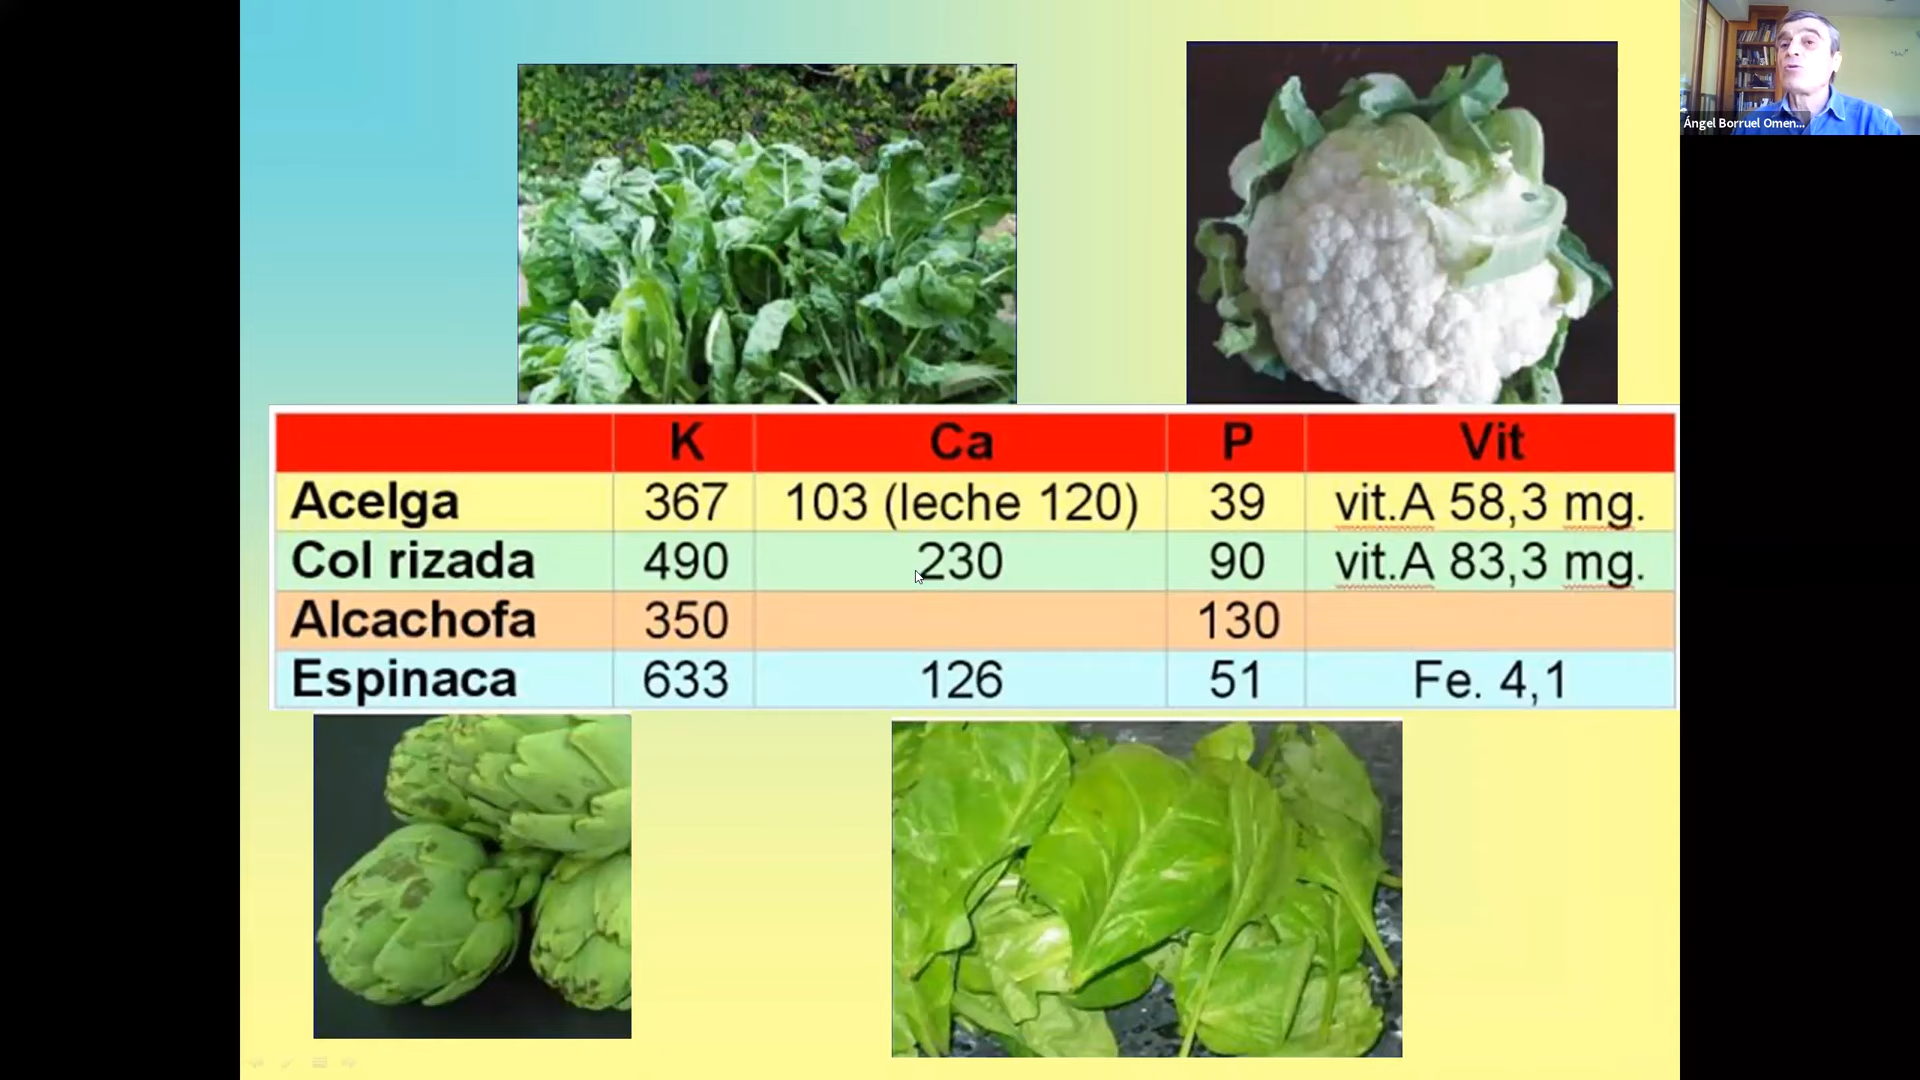 Ángel Borruel Omen...
K Ca P Vit
Acelga 367 103 (leche 120) 39 vit.A 58,3 mg.
Col rizada 490 230 90 vit.A 83,3 mg.
Alcachofa 350 130
Espinaca 633 126 51 Fe. 4,1